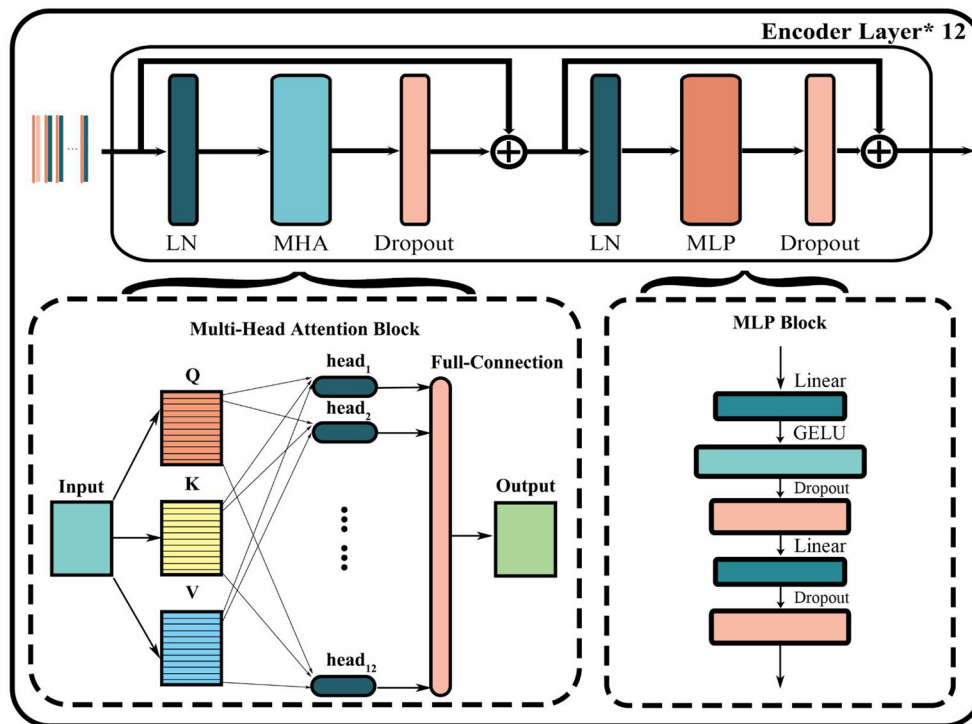 Encoder Layer* 12
...
LN
MHA
Dropout
LN
MLP
Dropout
Multi-Head Attention Block
Q
K
V
Input
head1
head2
head12
Full-Connection
Output
MLP Block
Linear
GELU
Dropout
Linear
Dropout